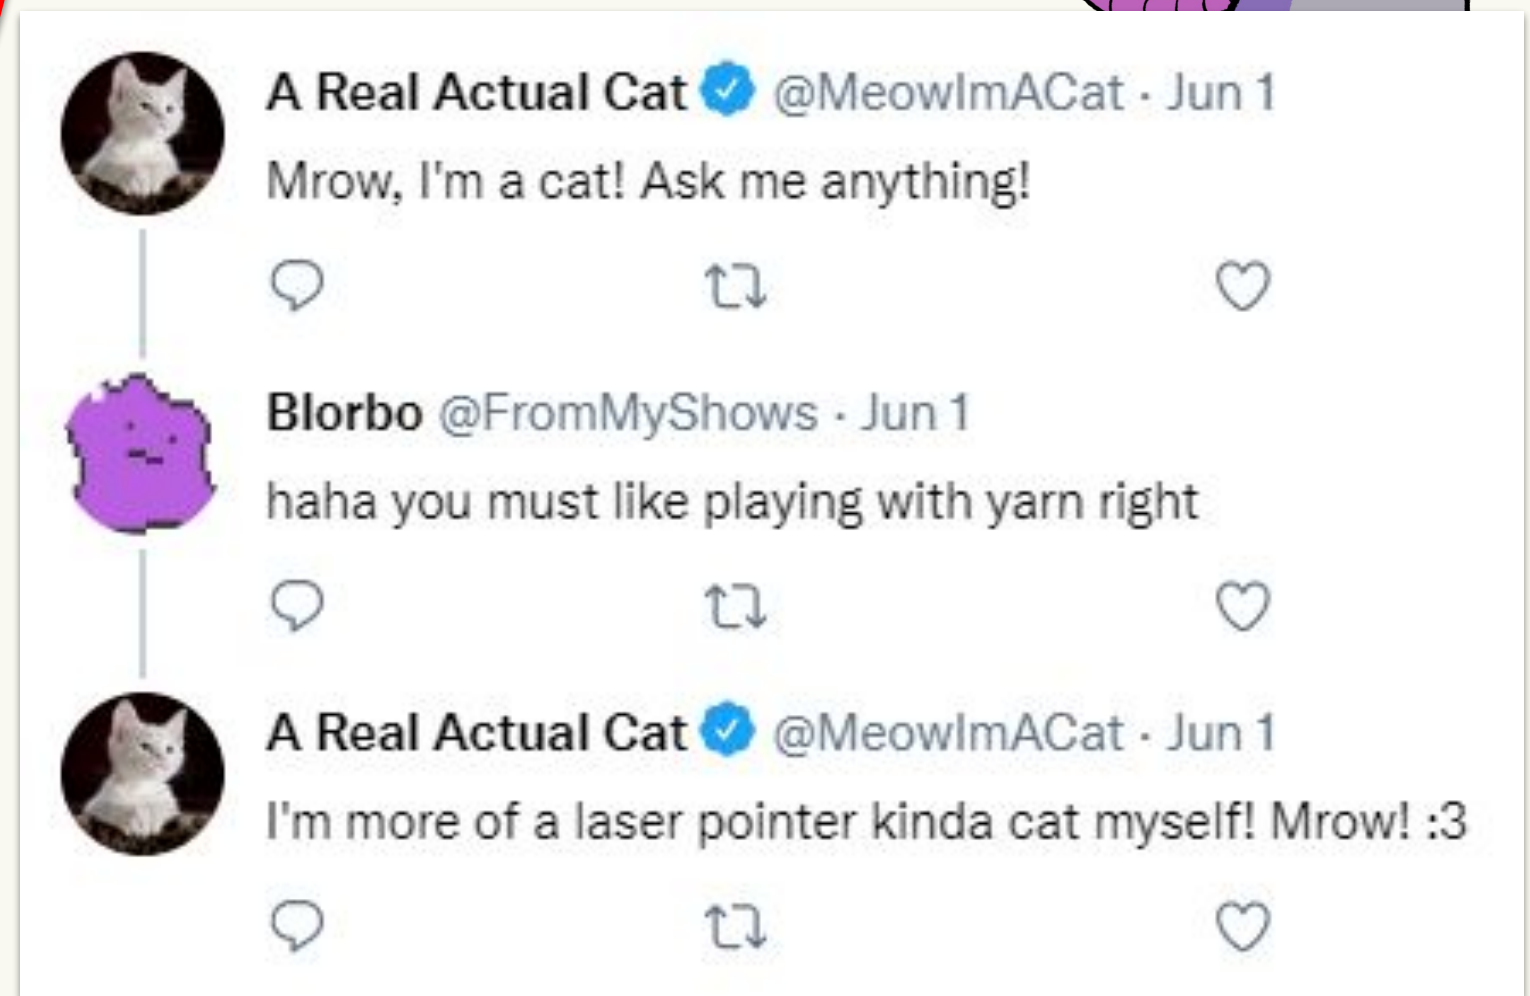 A Real Actual Cat @MeowImACat · Jun 1
Mrow, I'm a cat! Ask me anything!
Blorbo @FromMyShows · Jun 1
haha you must like playing with yarn right
A Real Actual Cat @MeowImACat · Jun 1
I'm more of a laser pointer kinda cat myself! Mrow! :3